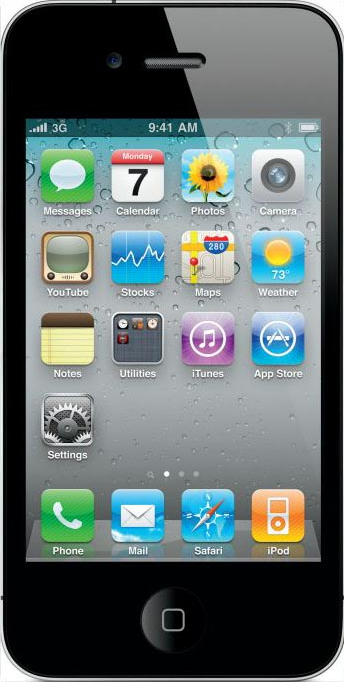 3G 9:41 AM
Monday
7
Messages Calendar Photos Camera
280
73°
YouTube Stocks Maps Weather
Notes Utilities iTunes App Store
Settings
Phone Mail Safari iPod